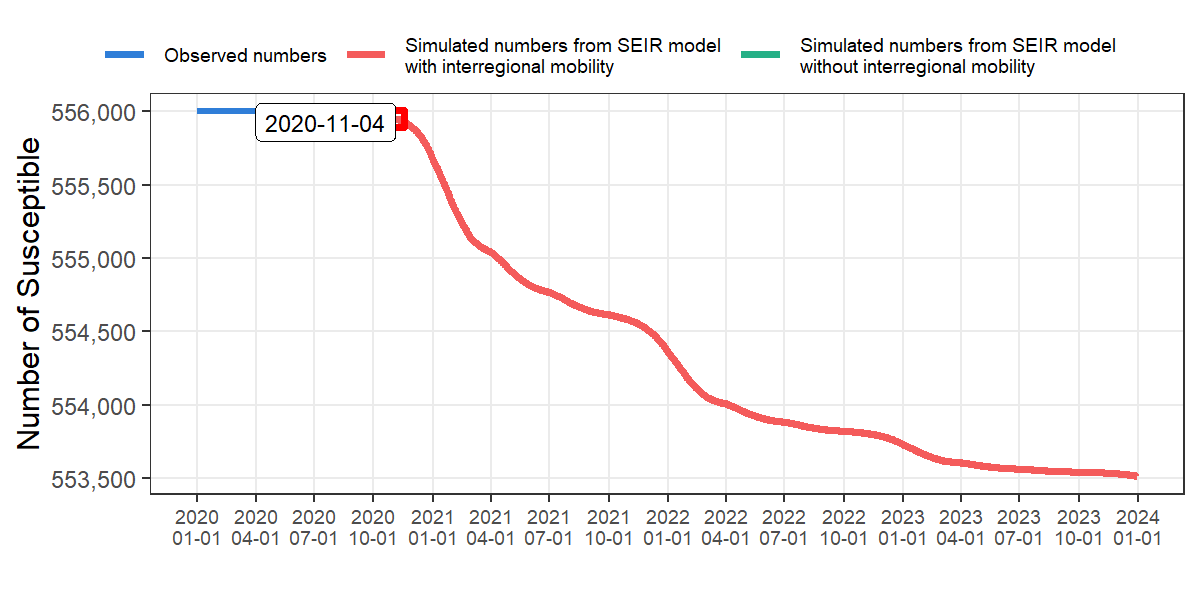 Observed numbers
Simulated numbers from SEIR model
with interregional mobility
Simulated numbers from SEIR model
without interregional mobility
Number of Susceptible
556,000
555,500
555,000
554,500
554,000
553,500
2020-11-04
2020 2020 2020 2020 2021 2021 2021 2021 2022 2022 2022 2022 2023 2023 2023 2023 2024
01-01 04-01 07-01 10-01 01-01 04-01 07-01 10-01 01-01 04-01 07-01 10-01 01-01 04-01 07-01 10-01 01-01